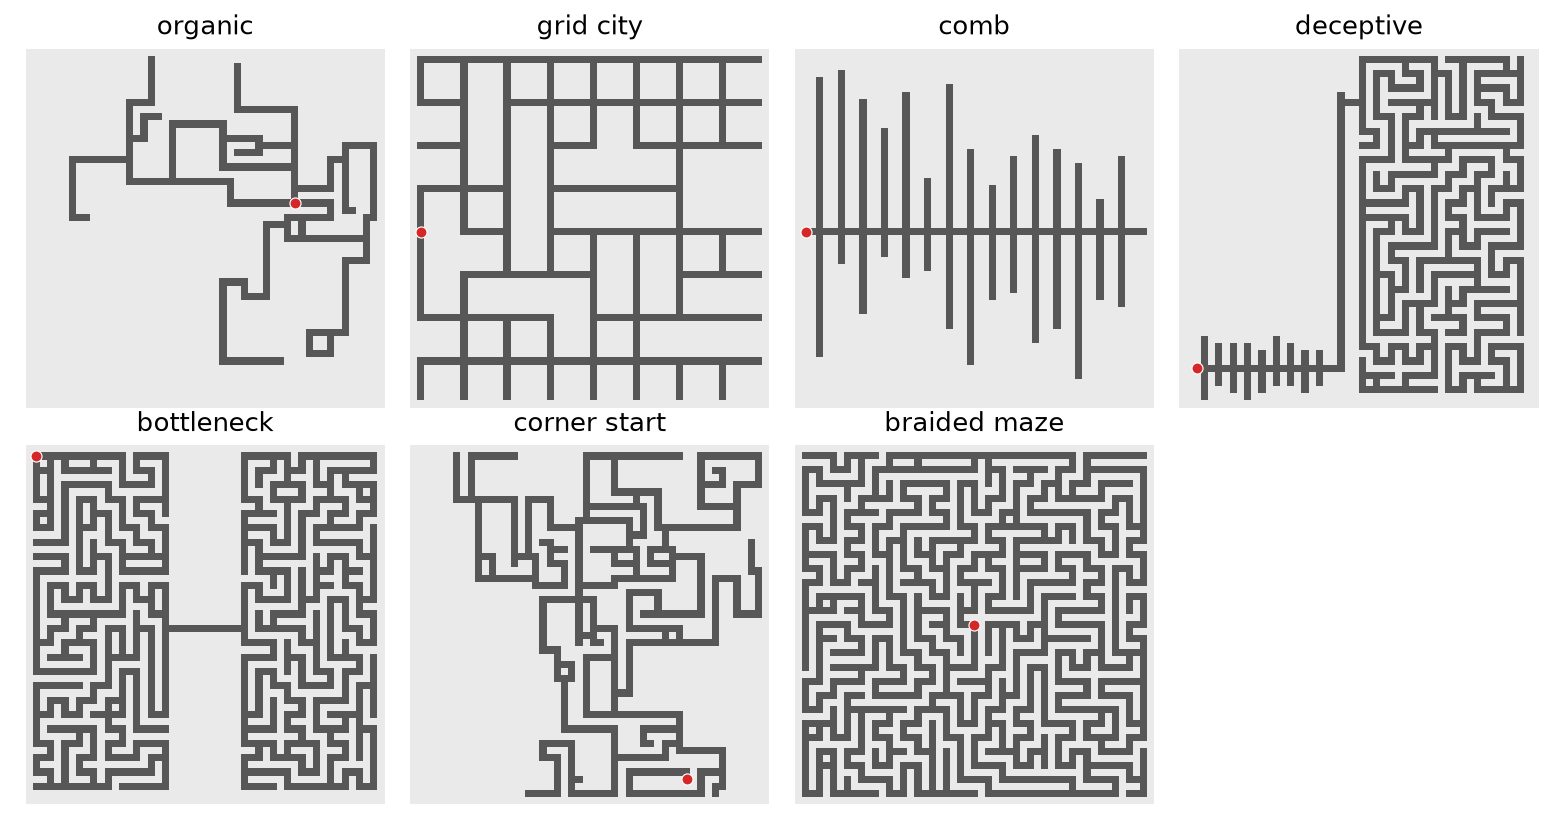 organic
grid city
comb
deceptive
bottleneck
corner start
braided maze